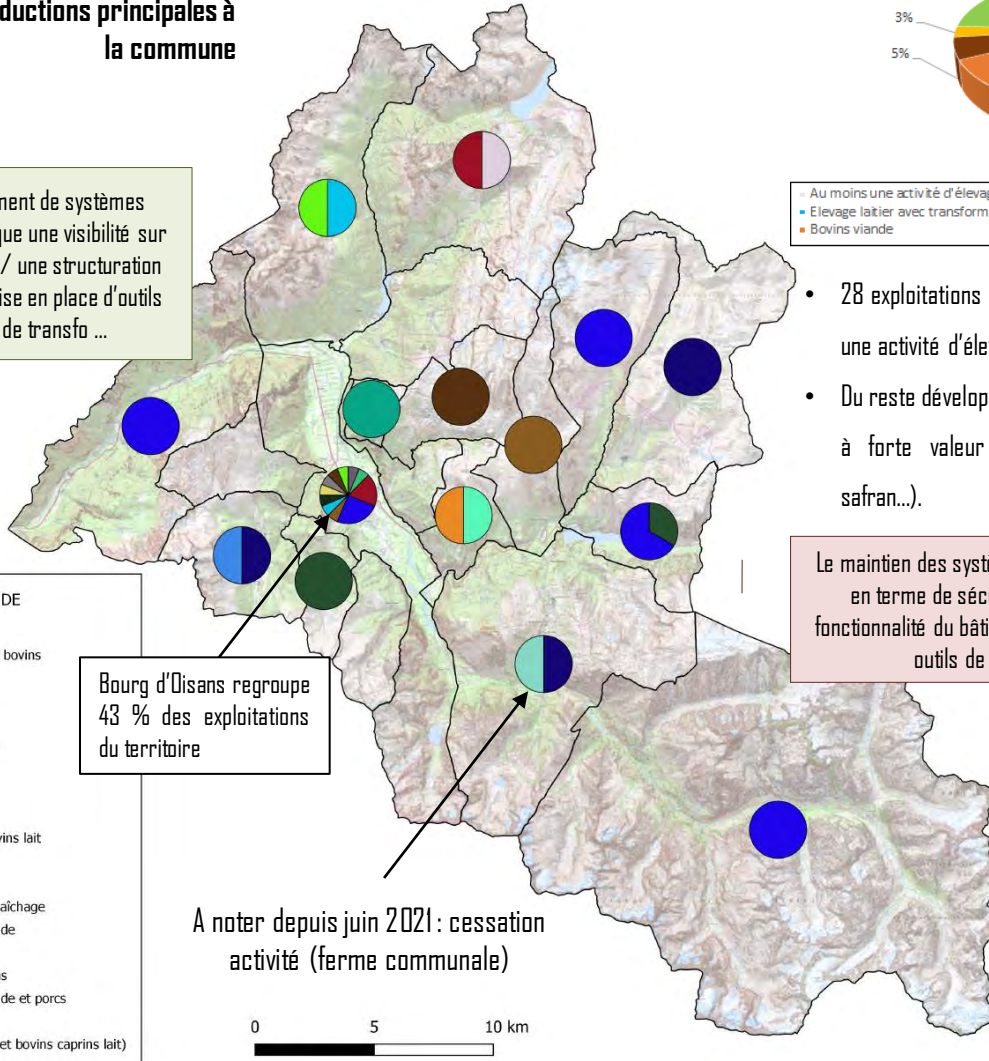 ductions principales à
la commune
3%
5%
ment de systèmes
que une visibilité sur
/ une structuration
ise en place d'outils
de transfo ...
Au moins une activité d'élevag
Elevage laitier avec transform
Bovins viande
• 28 exploitations
une activité d'éle
• Du reste dévelop
à forte valeur
safran...).
Le maintien des systè
en terme de séc
fonctionnalité du bâti
outils de
DE
bovins
Bourg d'Oisans regroupe
43 % des exploitations
du territoire
vins lait
aîchage
de
s
de et porcs
et bovins caprins lait)
A noter depuis juin 2021 : cessation
activité (ferme communale)
0 5 10 km